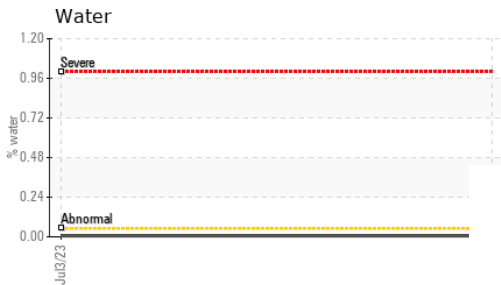 Water
1.20
Severe
0.96
0.72
% water
0.48
0.24
Abnormal
0.00
Jul3/23